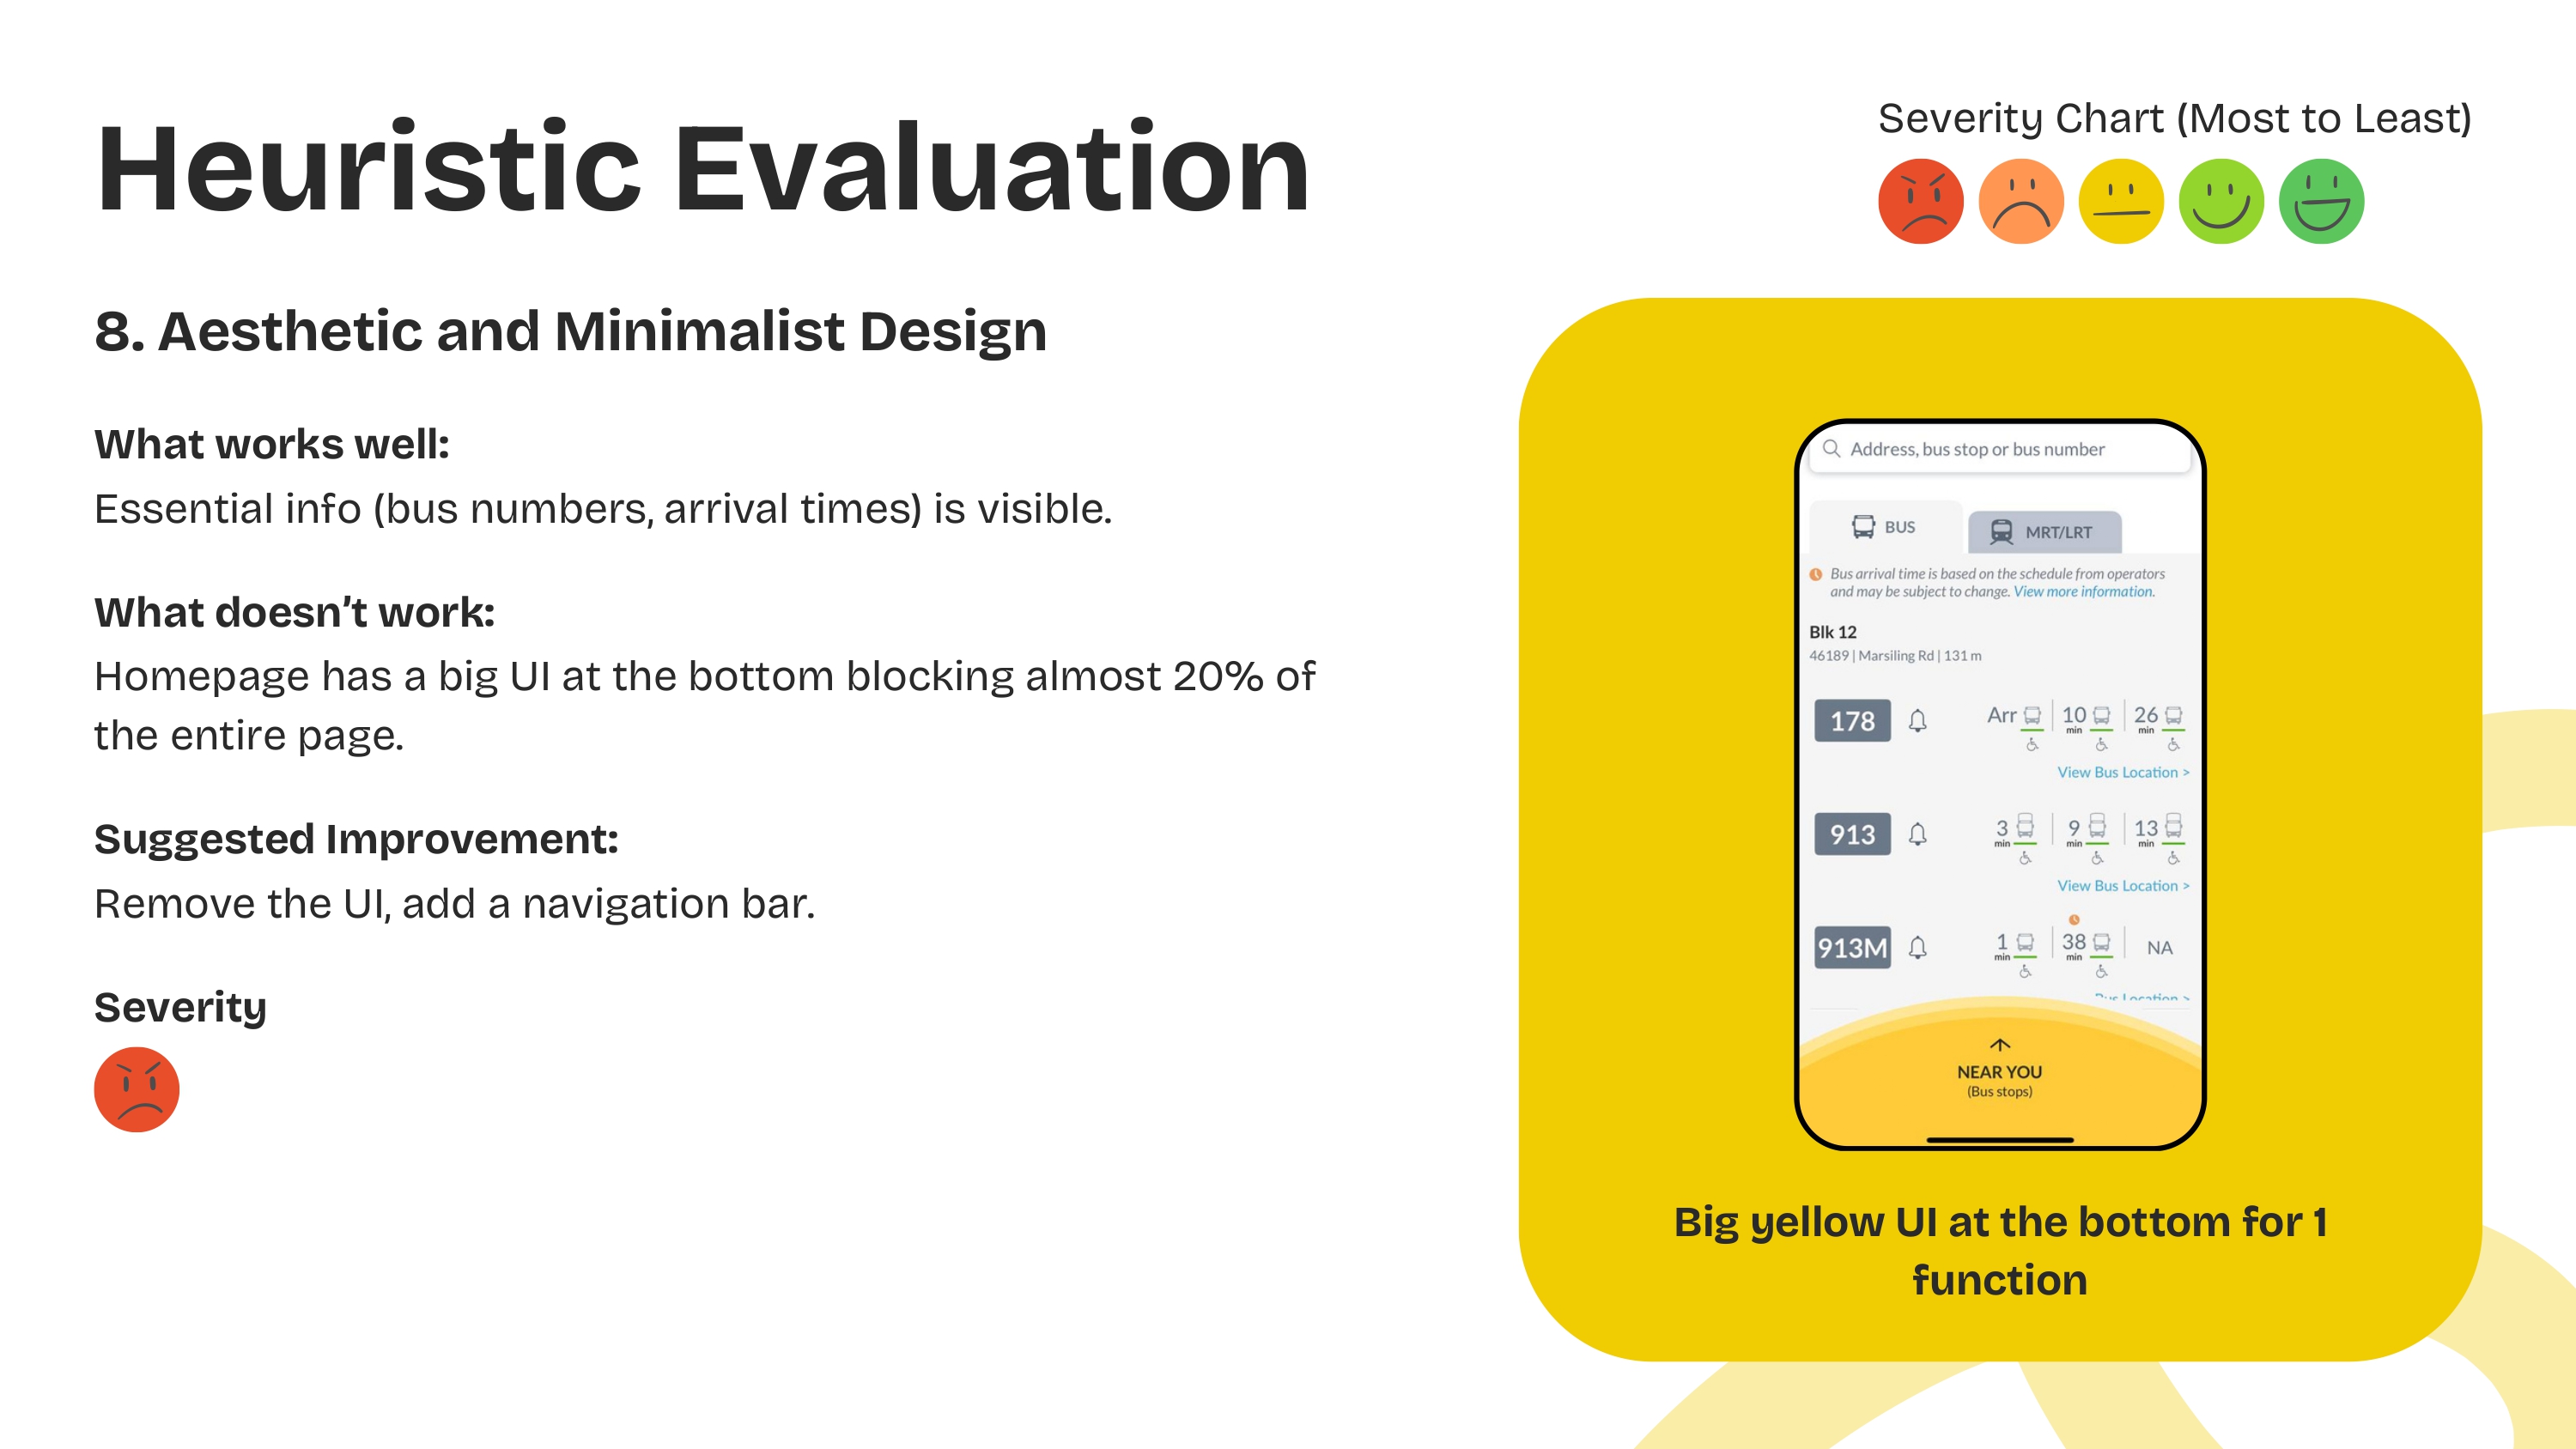 Heuristic Evaluation
Severity Chart (Most to Least)
8. Aesthetic and Minimalist Design
What works well:
Essential info (bus numbers, arrival times) is visible.
What doesn't work:
Homepage has a big UI at the bottom blocking almost 20% of
the entire page.
Suggested Improvement:
Remove the UI, add a navigation bar.
Severity
Address, bus stop or bus number
BUS
MRT/LRT
Bus arrival time is based on the schedule from operators
and may be subject to change. View more information.
Blk 12
46189 | Marsiling Rd | 131 m
178 Arr 10 min 26 min
View Bus Location >
913 3 min 9 min 13 min
View Bus Location >
913M 1 min 38 min NA
Bus Location >
NEAR YOU
(Bus stops)
Big yellow UI at the bottom for 1
function